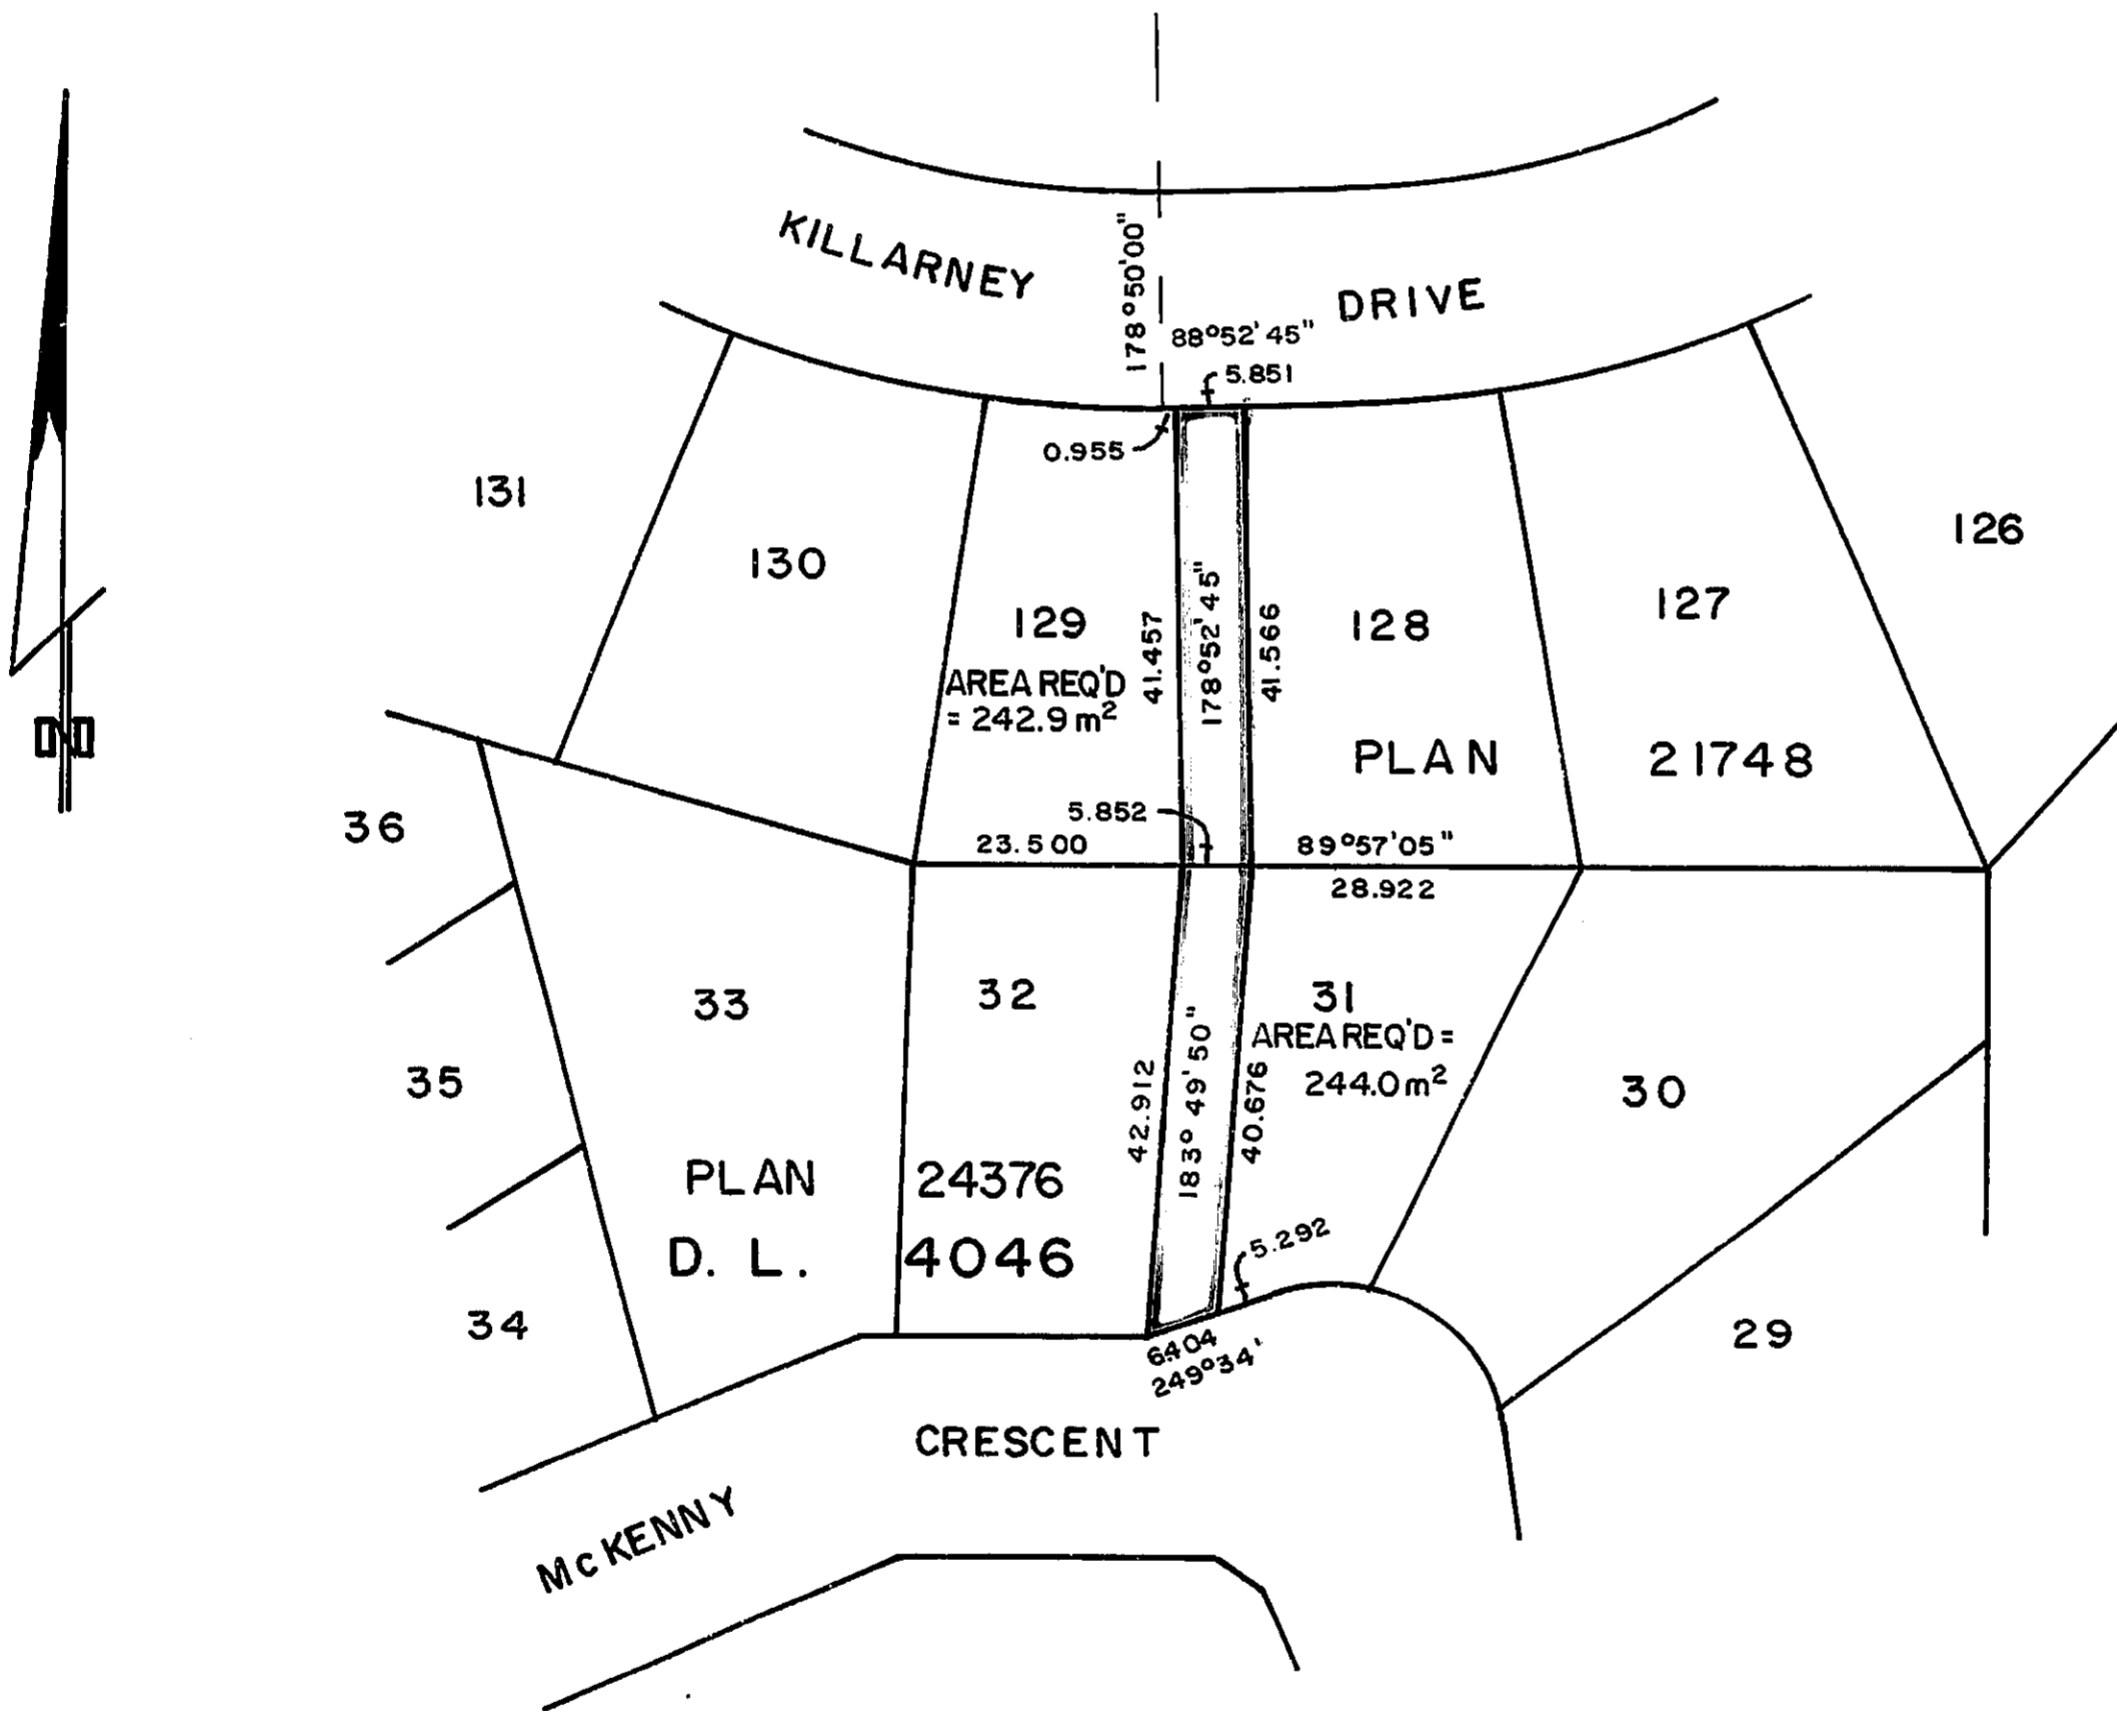 178°50'00"
KILLARNEY DRIVE
88°52'45"
5.851
0.955
131
130
129
AREA REQ'D
= 242.9 m²
41.457
178°52'45"
41.566
128
127
126
PLAN 21748
N
36
5.852
23.500
89°57'05"
28.922
33
32
31
AREA REQ'D =
244.0 m²
35
42.912
183°49'50"
40.676
30
PLAN 24376
D. L. 4046
5.292
34
6.404
249°34'
29
CRESCENT
McKENNY